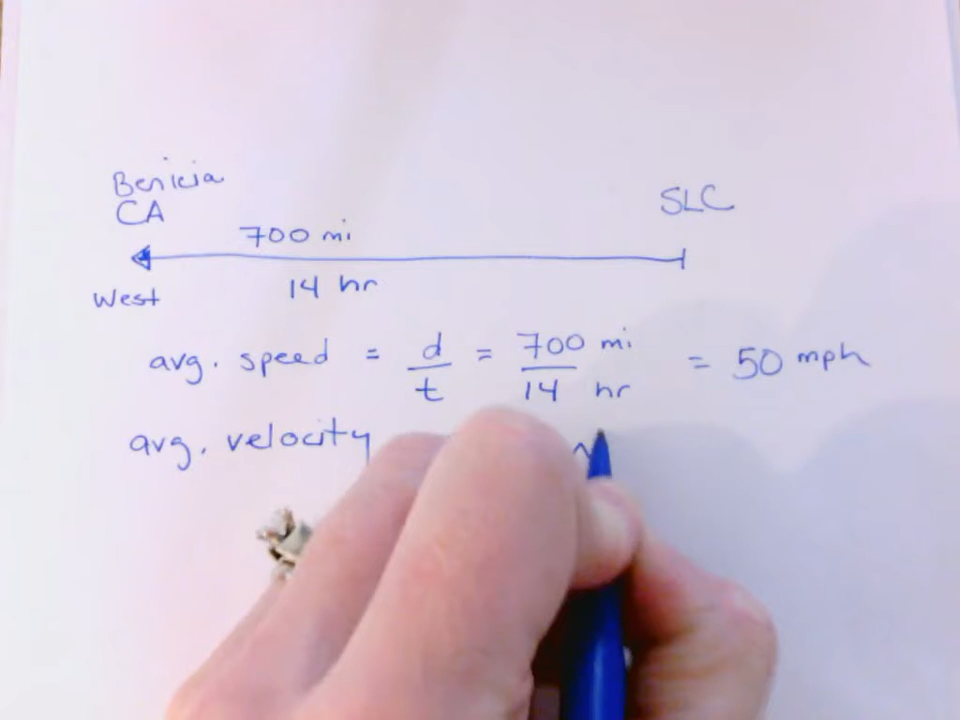 Benicia
CA
SLC
700 mi
14 hr
West
avg. speed = d/t = 700 mi/14 hr = 50 mph
avg. velocity